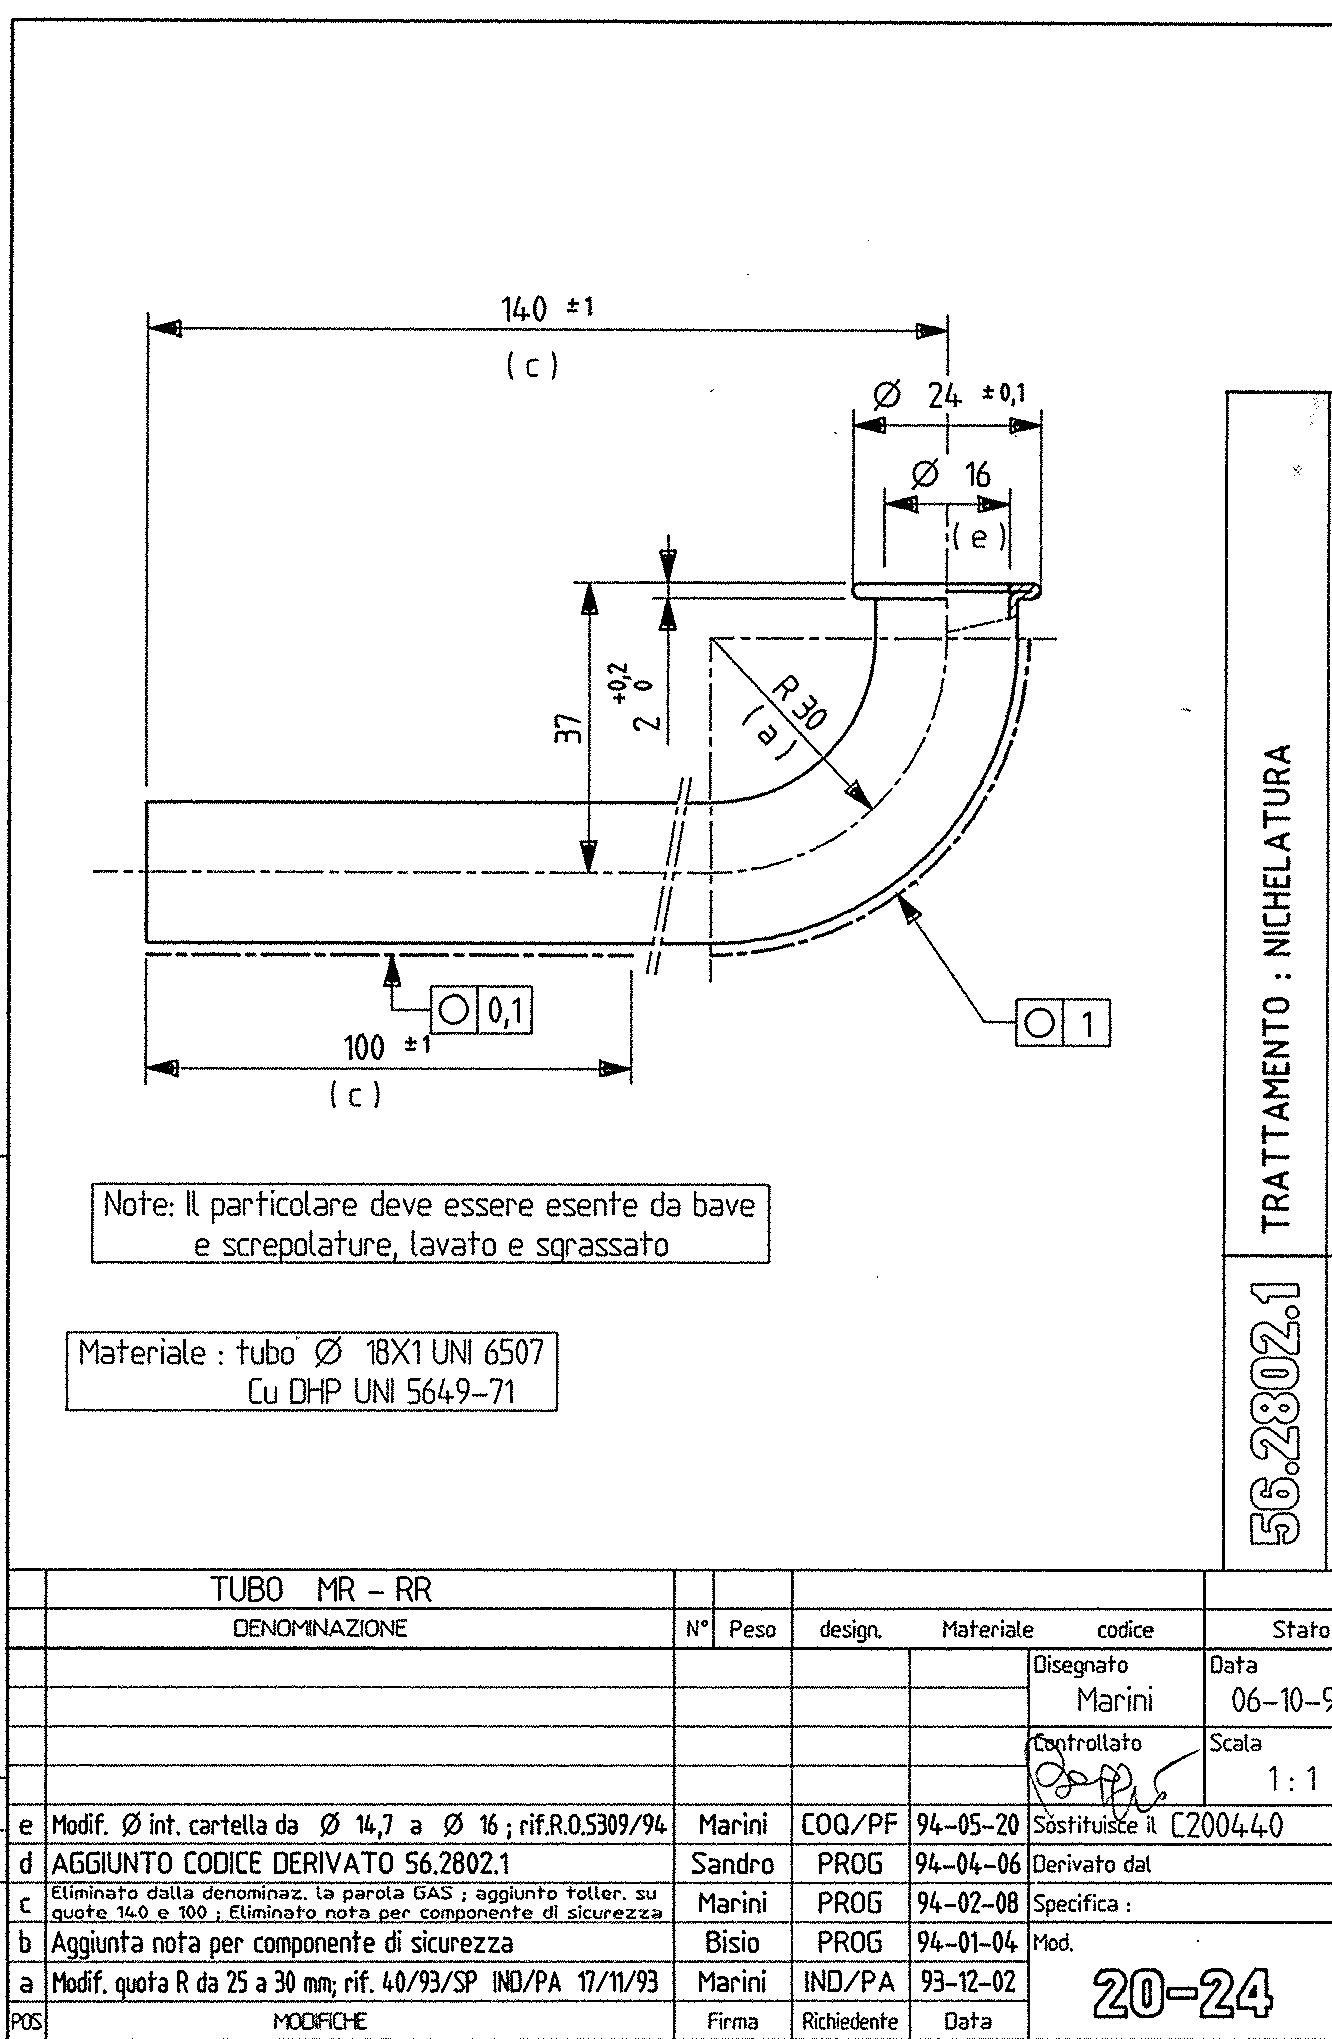 140 ±1
( c )
Ø 24 ±0,1
Ø 16
( e )
+0,2
0
2
37
R 30
( a )
0,1
100 ±1
( c )
1
TRATTAMENTO : NICHELATURA
56.2802.1
Note: Il particolare deve essere esente da bave
e screpolature, lavato e sgrassato
Materiale : tubo Ø 18X1 UNI 6507
Cu DHP UNI 5649-71
TUBO MR - RR
DENOMINAZIONE N° Peso design. Materiale codice Stato
Disegnato Data
Marini 06-10-9
Controllato Scala
1 : 1
e Modif. Ø int. cartella da Ø 14,7 a Ø 16 ; rif.R.O.5309/94 Marini COQ/PF 94-05-20 Sostituisce il C200440
d AGGIUNTO CODICE DERIVATO 56.2802.1 Sandro PROG 94-04-06 Derivato dal
c Eliminato dalla denominaz. la parola GAS ; aggiunto toller. su
quote 140 e 100 ; Eliminato nota per componente di sicurezza Marini PROG 94-02-08 Specifica :
b Aggiunta nota per componente di sicurezza Bisio PROG 94-01-04 Mod.
a Modif. quota R da 25 a 30 mm; rif. 40/93/SP IND/PA 17/11/93 Marini IND/PA 93-12-02
20-24
POS MODIFICHE Firma Richiedente Data